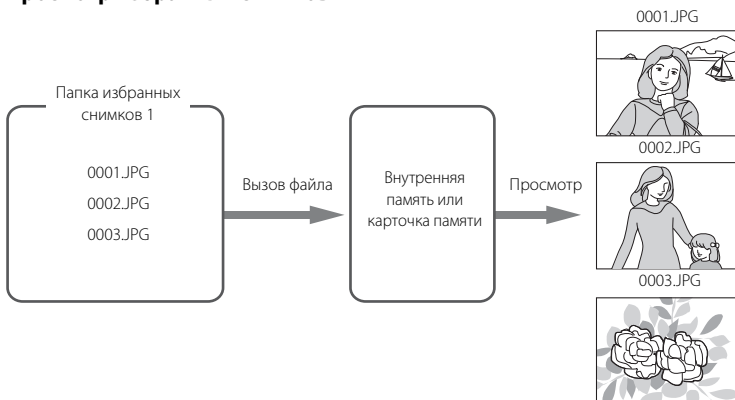 0001.JPG
Папка избранных
снимков 1
0001.JPG
0002.JPG
0003.JPG
Вызов файла
Внутренняя
память или
карточка памяти
Просмотр
0002.JPG
0003.JPG